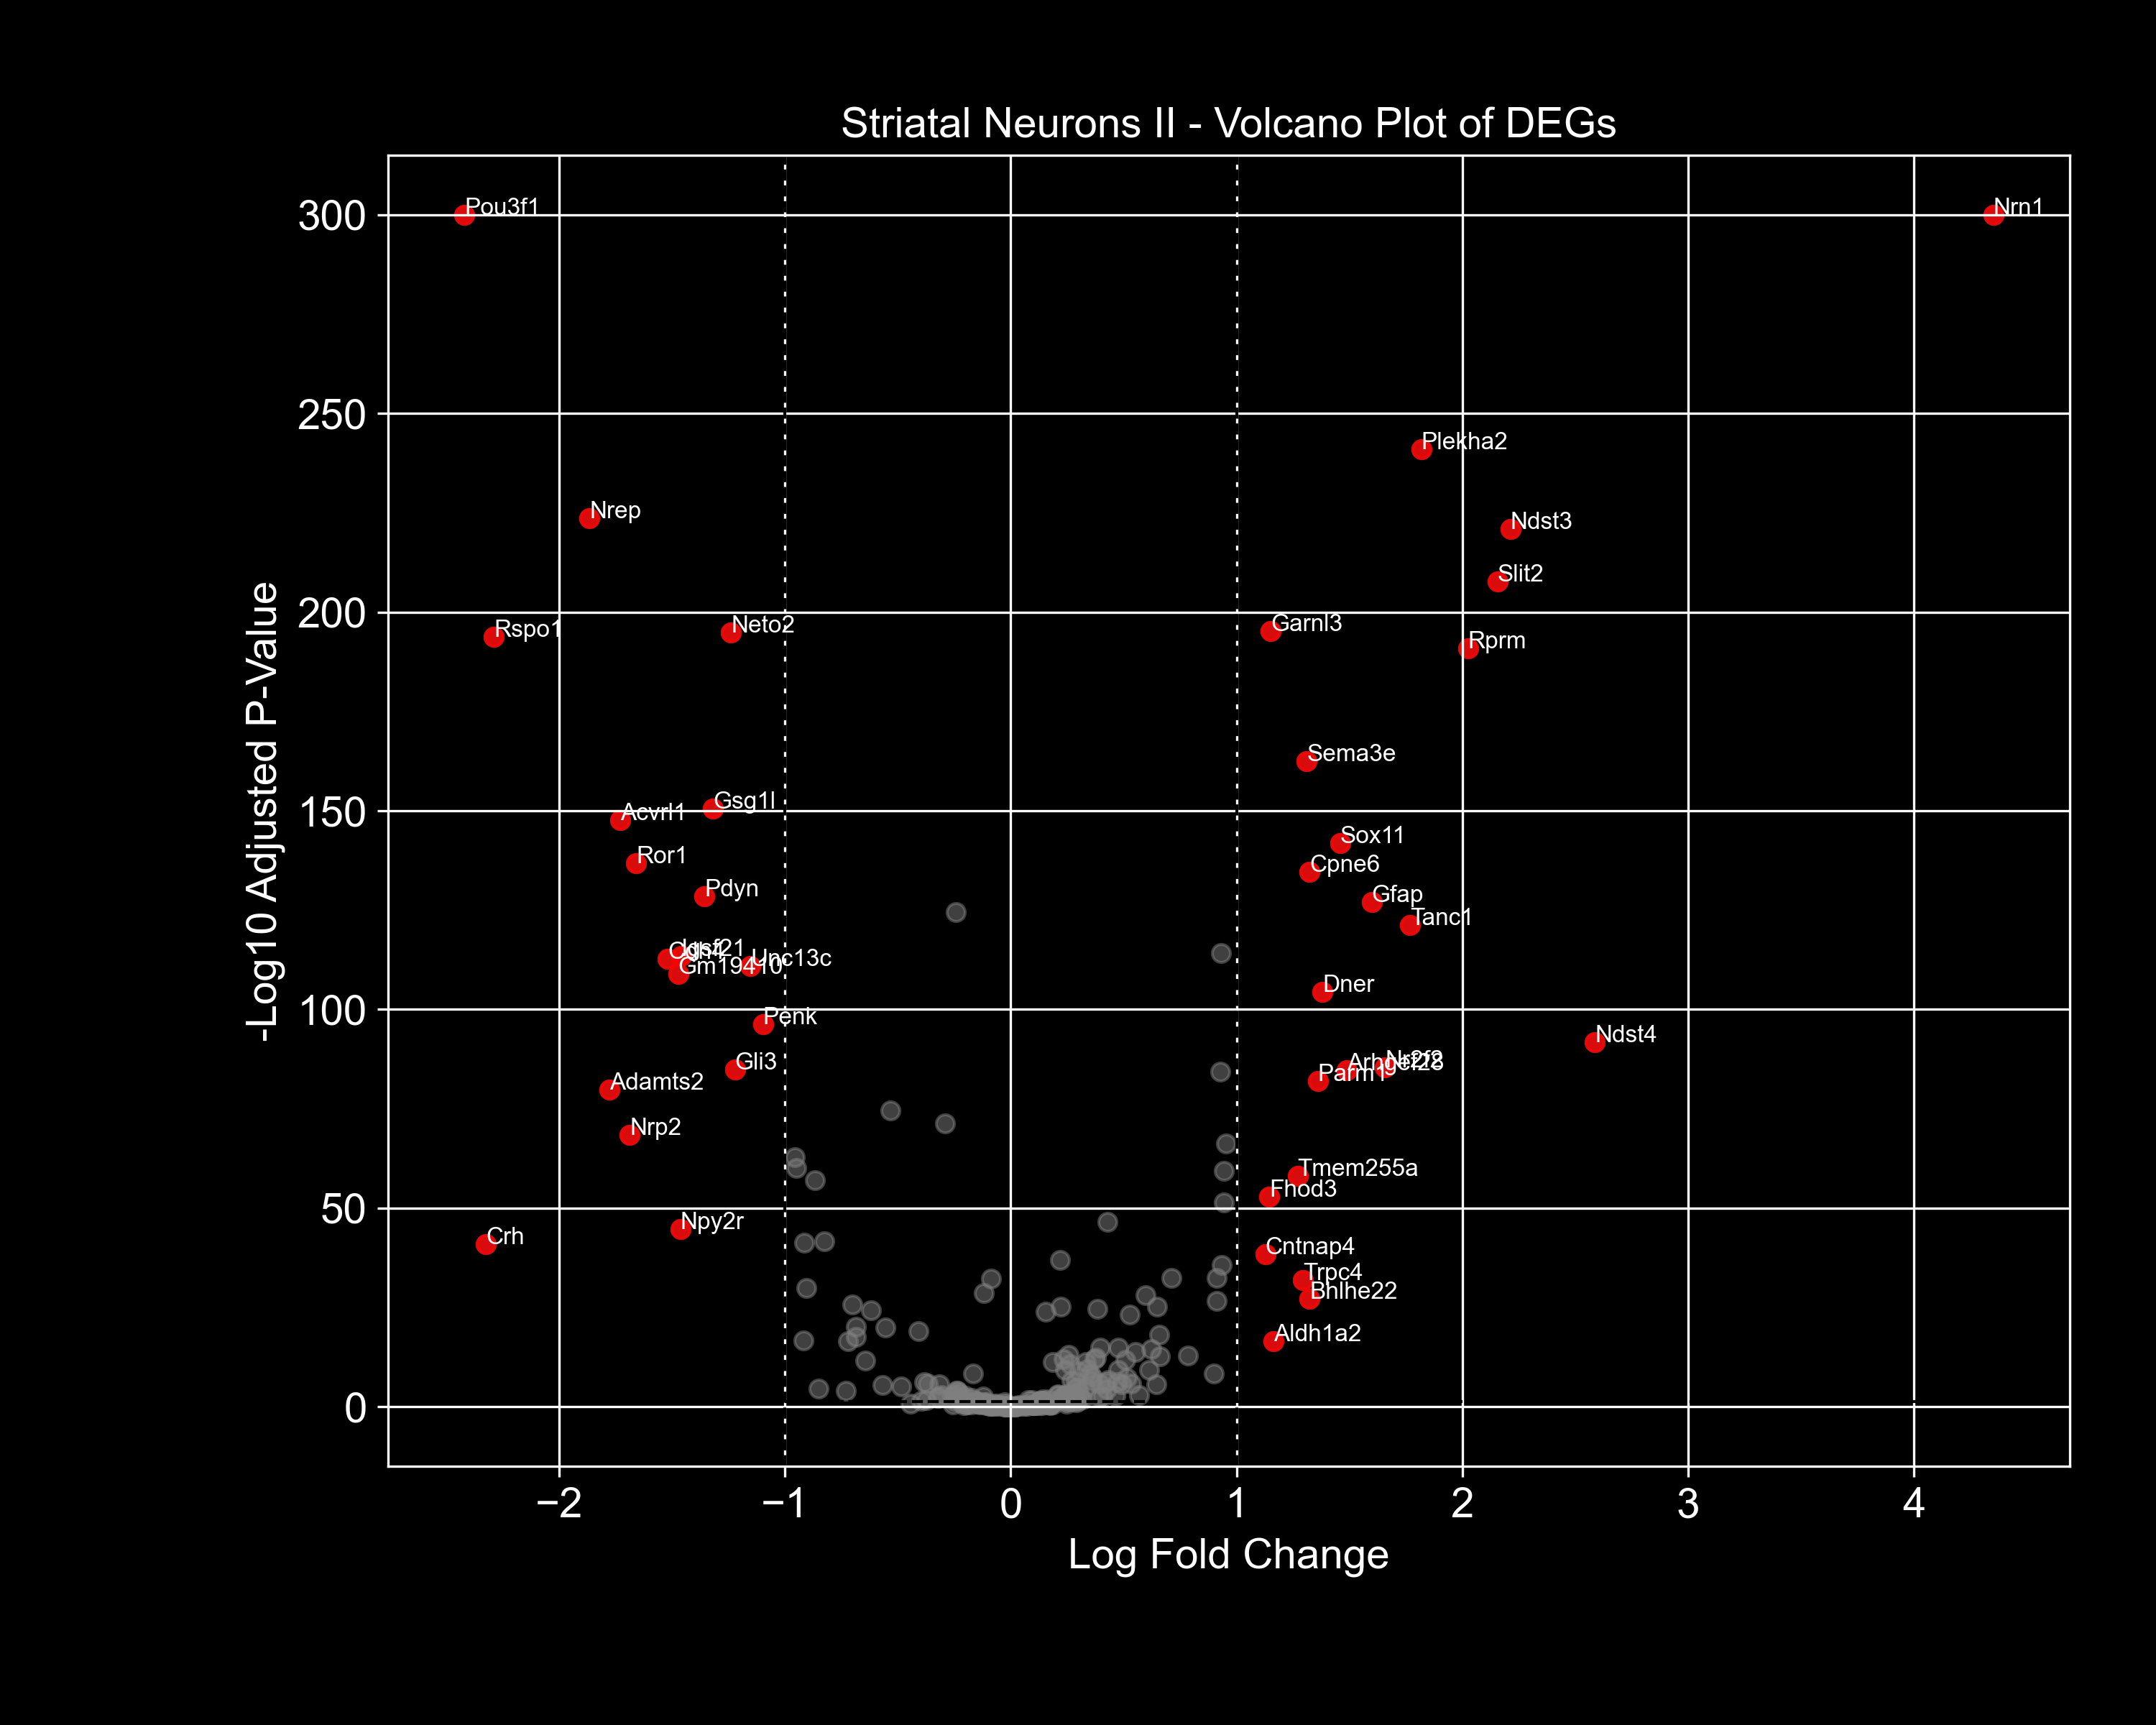 Striatal Neurons II - Volcano Plot of DEGs
300
250
200
150
100
50
0
-Log10 Adjusted P-Value
−2
−1
0
1
2
3
4
Log Fold Change
Pou3f1
Nrn1
Plekha2
Nrep
Ndst3
Slit2
Rspo1
Neto2
Garnl3
Rprm
Sema3e
Acvrl1
Gsg1l
Sox11
Ror1
Cpne6
Pdyn
Gfap
Tanc1
Igsf21
Unc13c
Gm19410
Dner
Penk
Ndst4
Gli3
Nr2f2
Parm1
Adamts2
Nrp2
Tmem255a
Fhod3
Npy2r
Crh
Cntnap4
Trpc4
Bhlhe22
Aldh1a2